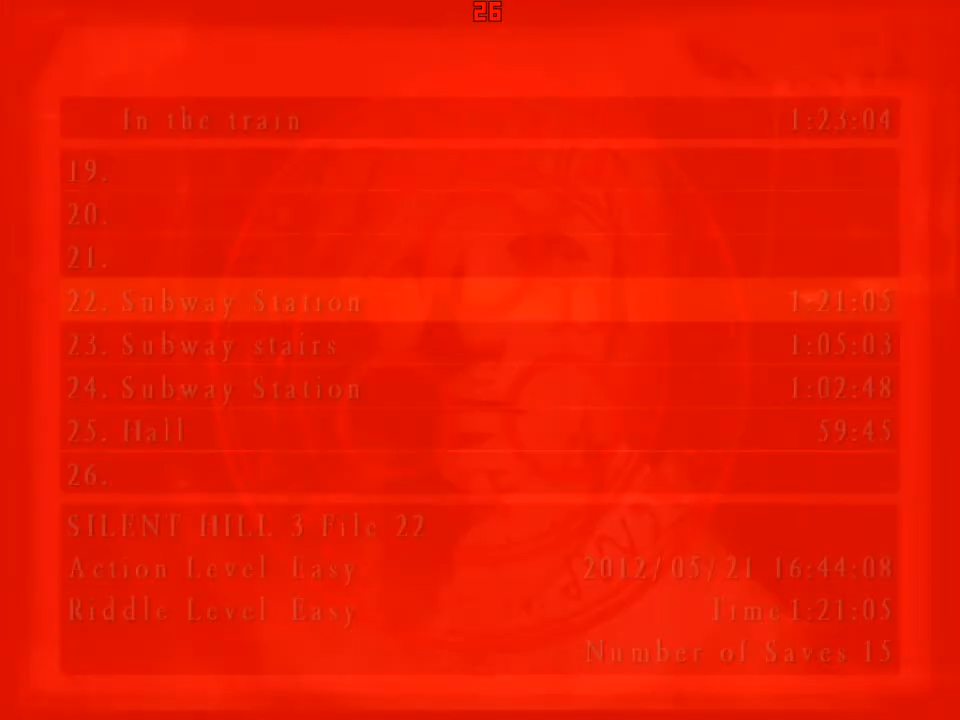 26
In the train 1:23:04
19.
20.
21.
22. Subway Station 1:21:05
23. Subway stairs 1:05:03
24. Subway Station 1:02:48
25. Hall 59:45
26.
SILENT HILL 3 File 22
Action Level Easy 2012/05/21 16:44:08
Riddle Level Easy Time 1:21:05
Number of Saves 15